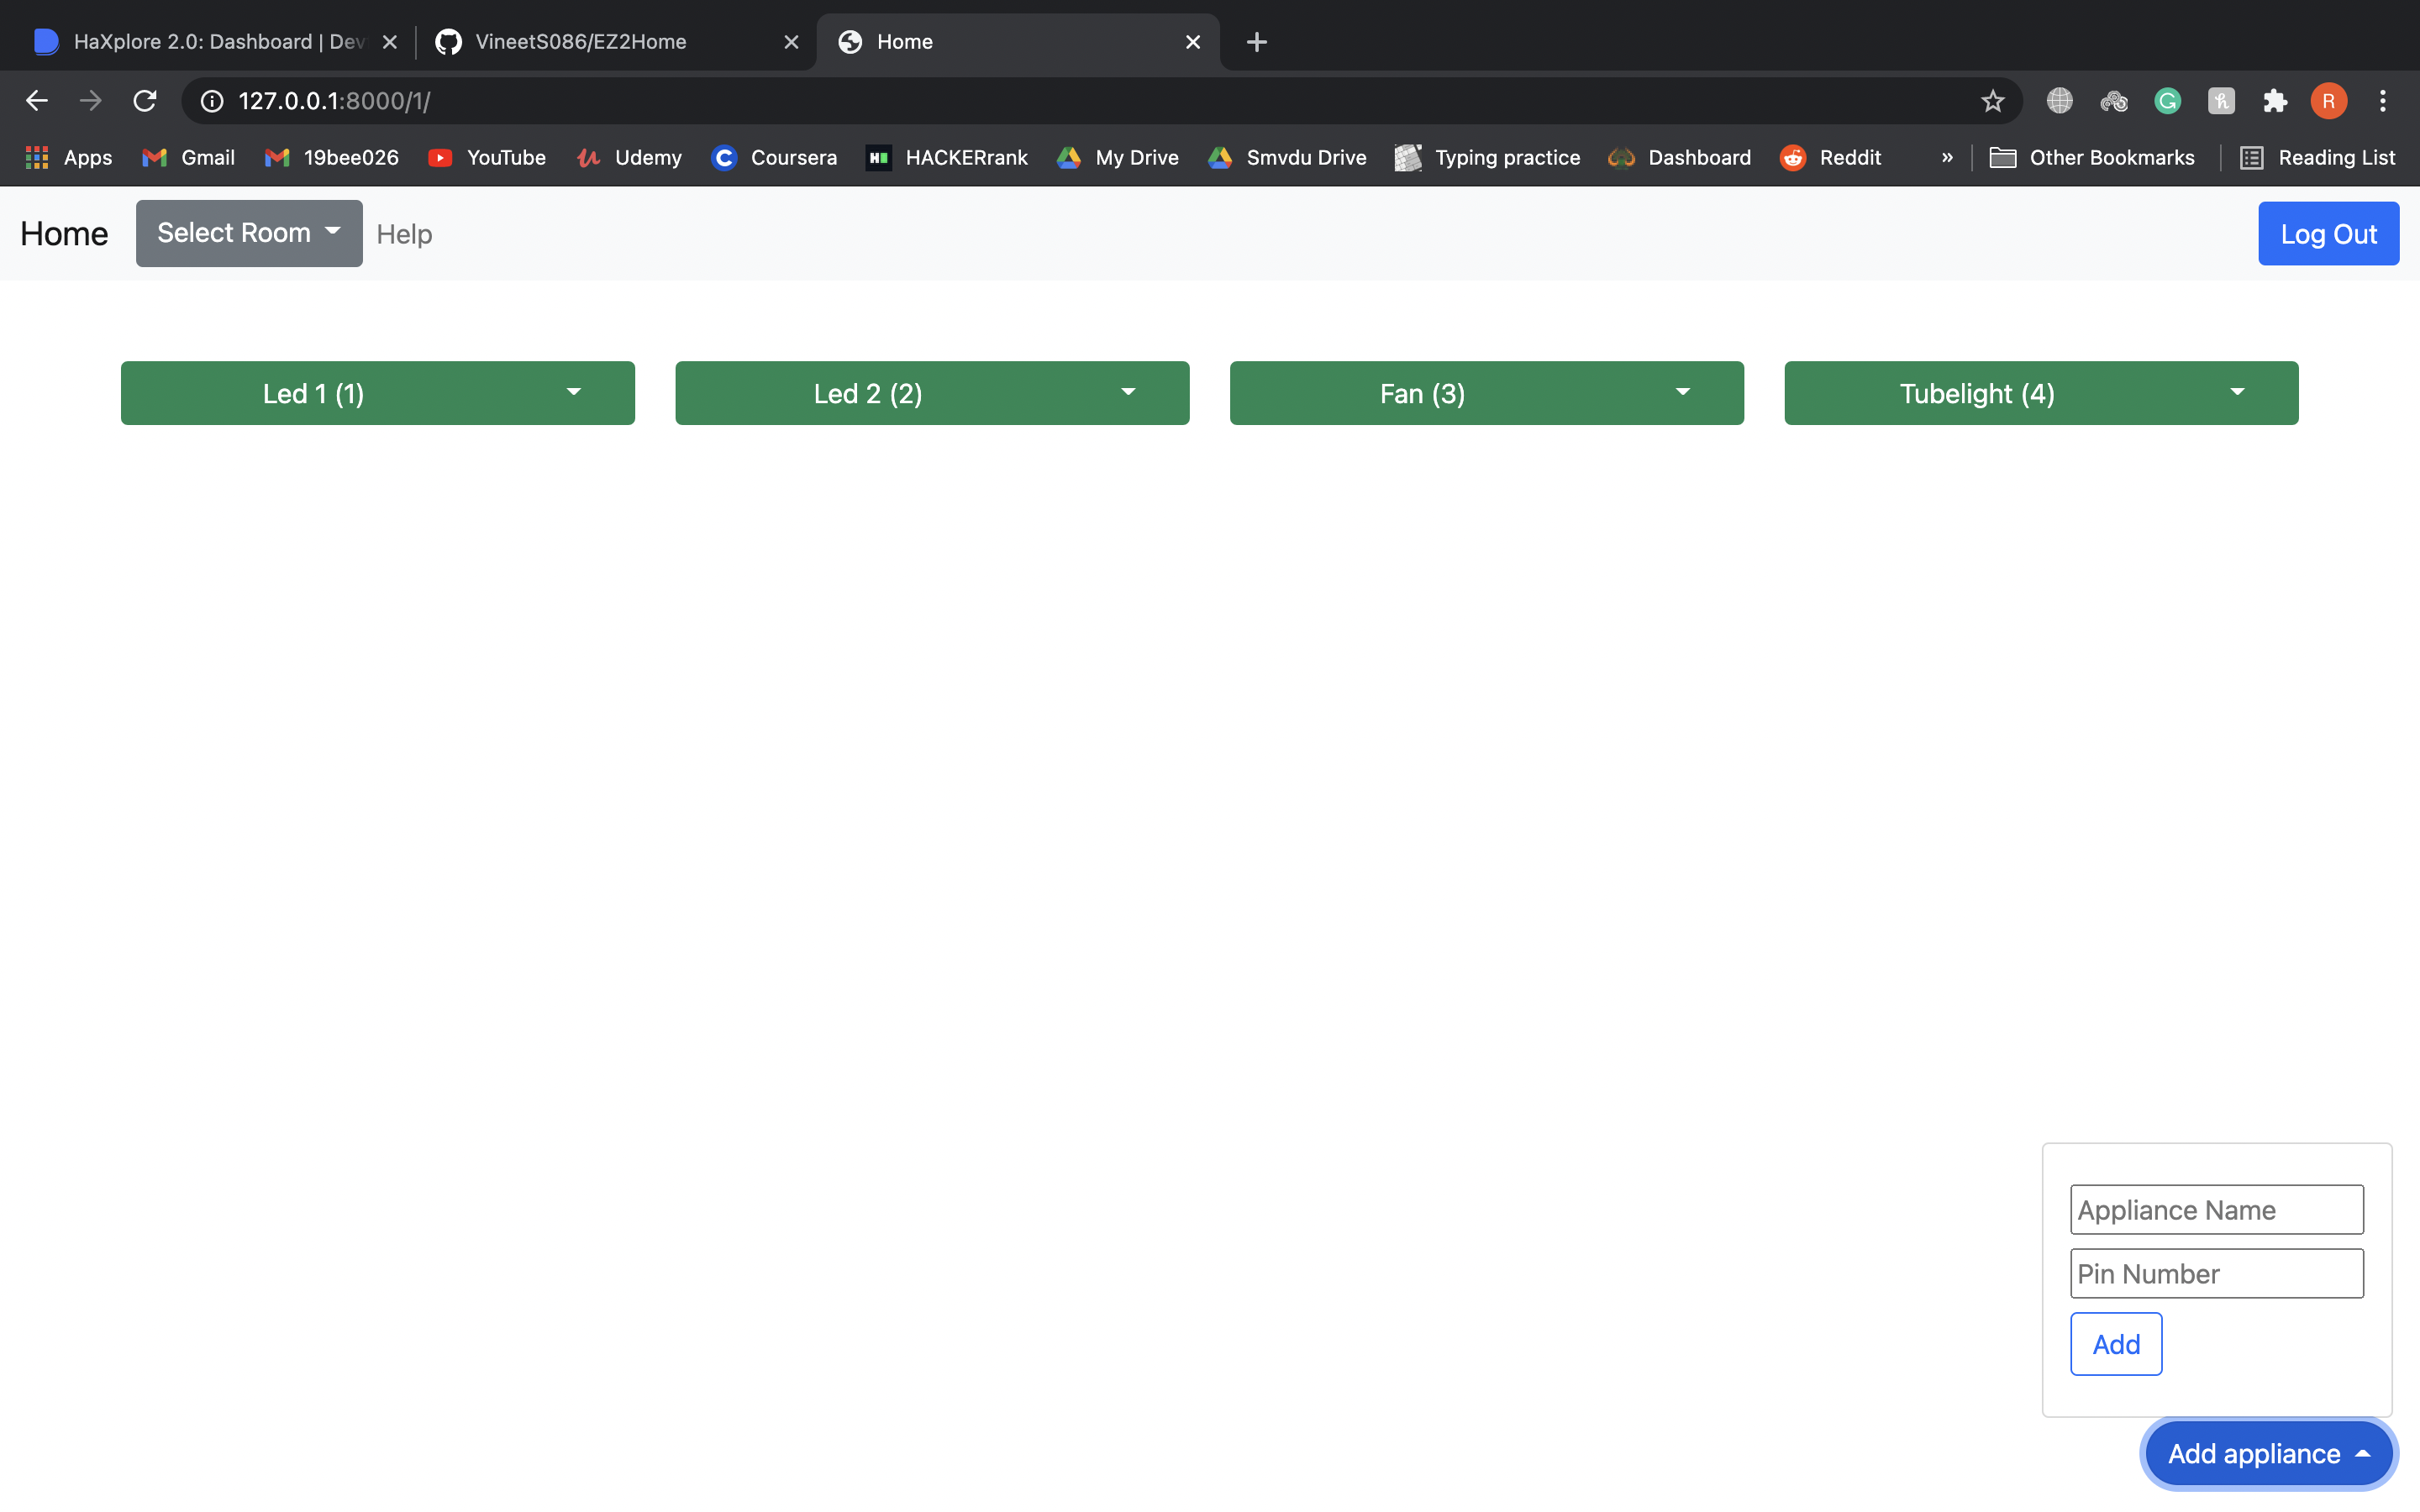 HaXplore 2.0: Dashboard | Dev
VineetS086/EZ2Home
Home
127.0.0.1:8000/1/
G
h
R
Apps
Gmail
19bee026
YouTube
Udemy
Coursera
HACKERrank
My Drive
Smvdu Drive
Typing practice
Dashboard
Reddit
»
Other Bookmarks
Reading List
Home
Select Room
Help
Log Out
Led 1 (1)
Led 2 (2)
Fan (3)
Tubelight (4)
Appliance Name
Pin Number
Add
Add appliance